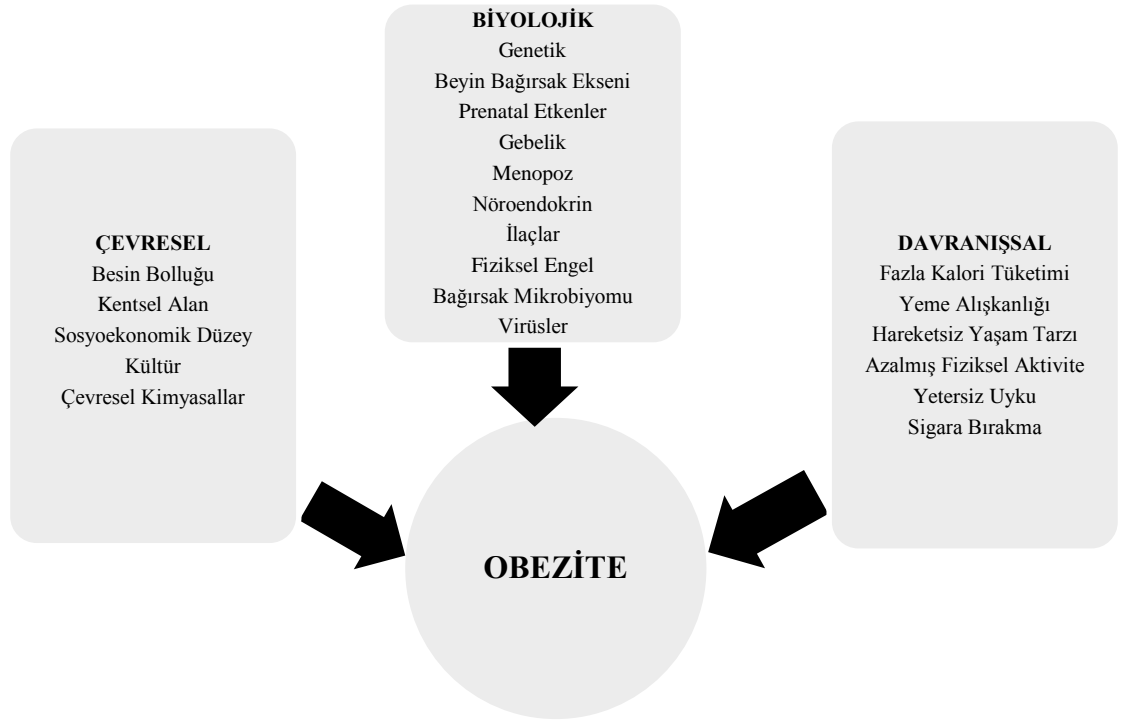 BİYOLOJİK
Genetik
Beyin Bağırsak Ekseni
Prenatal Etkenler
Gebelik
Menopoz
Nöroendokrin
İlaçlar
Fiziksel Engel
Bağırsak Mikrobiyomu
Virüsler
ÇEVRESEL
Besin Bolluğu
Kentsel Alan
Sosyoekonomik Düzey
Kültür
Çevresel Kimyasallar
DAVRANIŞSAL
Fazla Kalori Tüketimi
Yeme Alışkanlığı
Hareketsiz Yaşam Tarzı
Azalmış Fiziksel Aktivite
Yetersiz Uyku
Sigara Bırakma
OBEZİTE